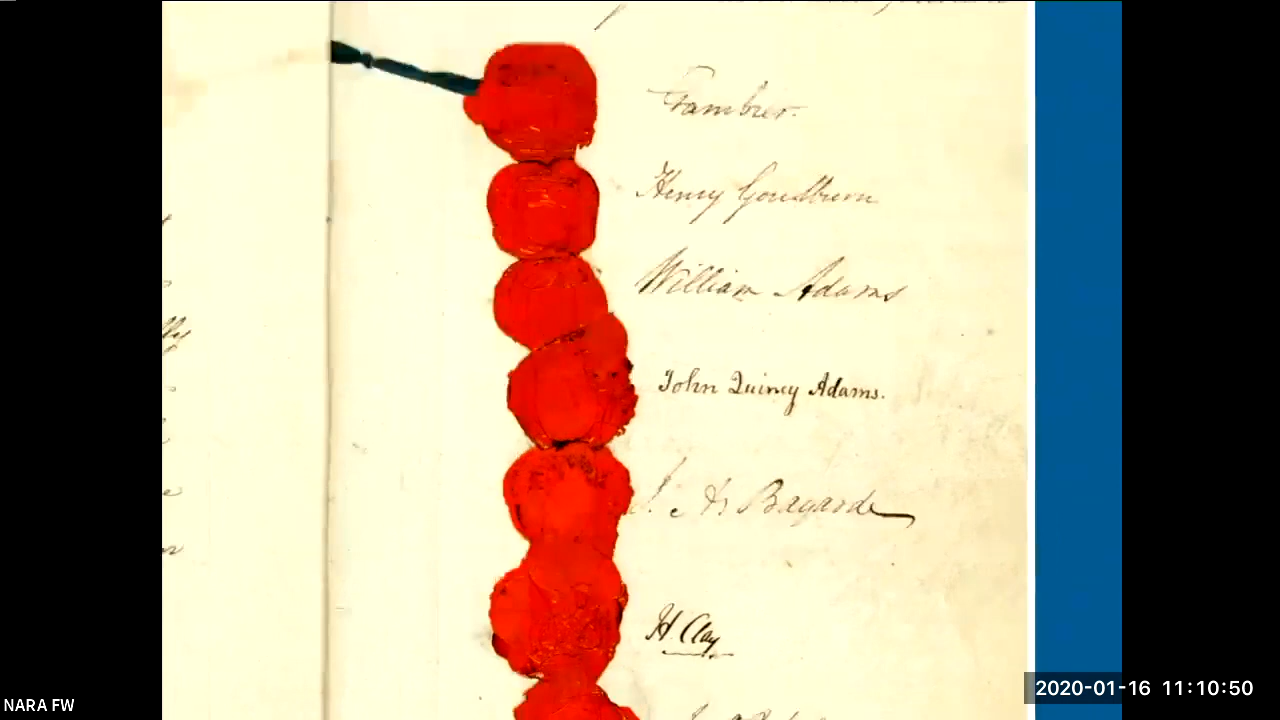 Gambier.
Henry Goulburn
William Adams
John Quincy Adams.
J. A. Bayard
H. Clay
NARA FW
2020-01-16 11:10:50